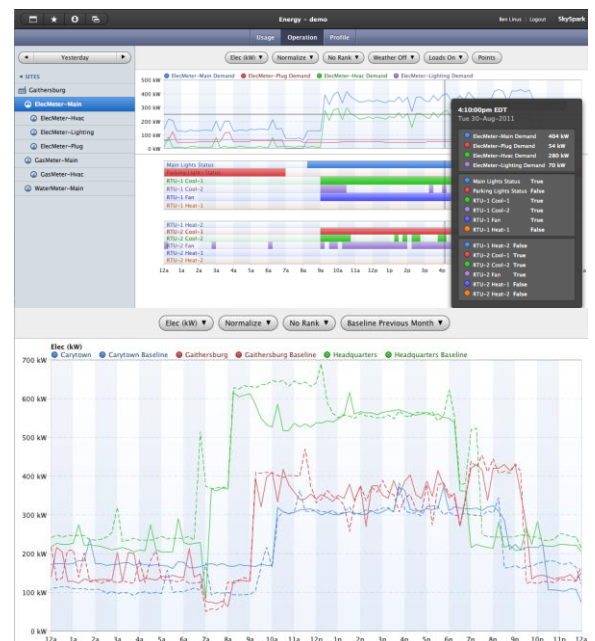 Energy – demo
Ben Linus Logout SkySpark
Usage Operation Profile
Yesterday
Elec (kW) ▼ Normalize ▼ No Rank ▼ Weather Off ▼ Loads On ▼ Points
SITES
Gaithersburg
ElecMeter-Main
ElecMeter-Hvac
ElecMeter-Lighting
ElecMeter-Plug
GasMeter-Main
GasMeter-Hvac
WaterMeter-Main
ElecMeter-Main Demand ElecMeter-Plug Demand ElecMeter-Hvac Demand ElecMeter-Lighting Demand
500 kW
400 kW
300 kW
200 kW
100 kW
0 kW
Main Lights Status
Parking Lights Status
RTU-1 Cool-1
RTU-1 Cool-2
RTU-1 Fan
RTU-1 Heat-1
RTU-1 Heat-2
RTU-2 Cool-1
RTU-2 Cool-2
RTU-2 Fan
RTU-2 Heat-1
RTU-2 Heat-2
12a 1a 2a 3a 4a 5a 6a 7a 8a 9a 10a 11a 12p 1p 2p 3p 4p 12a
4:10:00pm EDT
Tue 30-Aug-2011
ElecMeter-Main Demand 404 kW
ElecMeter-Plug Demand 54 kW
ElecMeter-Hvac Demand 280 kW
ElecMeter-Lighting Demand 70 kW
Main Lights Status True
Parking Lights Status False
RTU-1 Cool-1 True
RTU-1 Cool-2 True
RTU-1 Fan True
RTU-1 Heat-1 False
RTU-1 Heat-2 False
RTU-2 Cool-1 True
RTU-2 Cool-2 True
RTU-2 Fan True
RTU-2 Heat-1 False
RTU-2 Heat-2 False
Elec (kW) ▼ Normalize ▼ No Rank ▼ Baseline Previous Month ▼
Elec (kW)
Carytown Carytown Baseline Gaithersburg Gaithersburg Baseline Headquarters Headquarters Baseline
700 kW
600 kW
500 kW
400 kW
300 kW
200 kW
100 kW
0 kW
12a 1a 2a 3a 4a 5a 6a 7a 8a 9a 10a 11a 12p 1p 2p 3p 4p 5p 6p 7p 8p 9p 10p 11p 12a